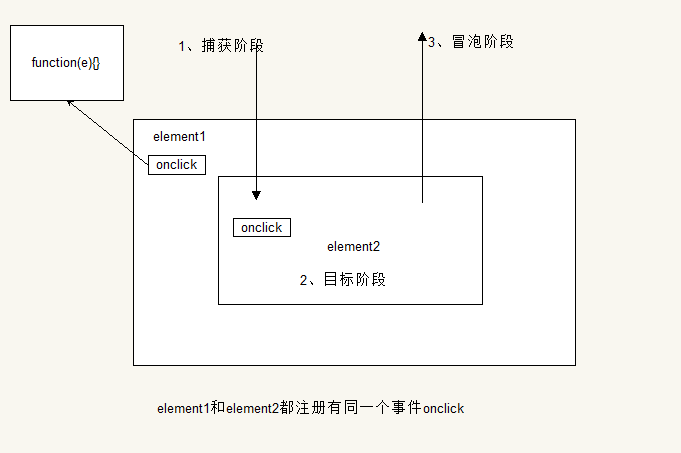 1、捕获阶段
3、冒泡阶段
function(e){}
element1
onclick
onclick
element2
2、目标阶段
element1和element2都注册有同一个事件onclick